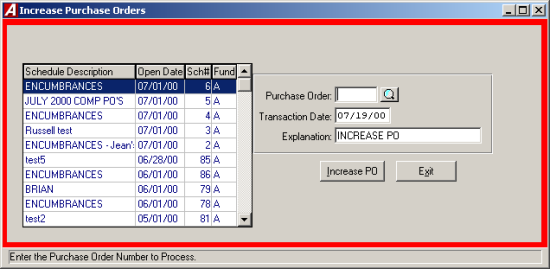 Increase Purchase Orders
Schedule Description Open Date Sch# Fund
ENCUMBRANCES 07/01/00 6 A
JULY 2000 COMP PO'S 07/01/00 5 A
ENCUMBRANCES 07/01/00 4 A
Russell test 07/01/00 3 A
ENCUMBRANCES - Jean's 07/01/00 2 A
test5 06/28/00 85 A
ENCUMBRANCES 06/01/00 86 A
BRIAN 06/01/00 79 A
ENCUMBRANCES 06/01/00 78 A
test2 05/01/00 81 A
Purchase Order:
Transaction Date: 07/19/00
Explanation: INCREASE PO
Increase PO Exit
Enter the Purchase Order Number to Process.